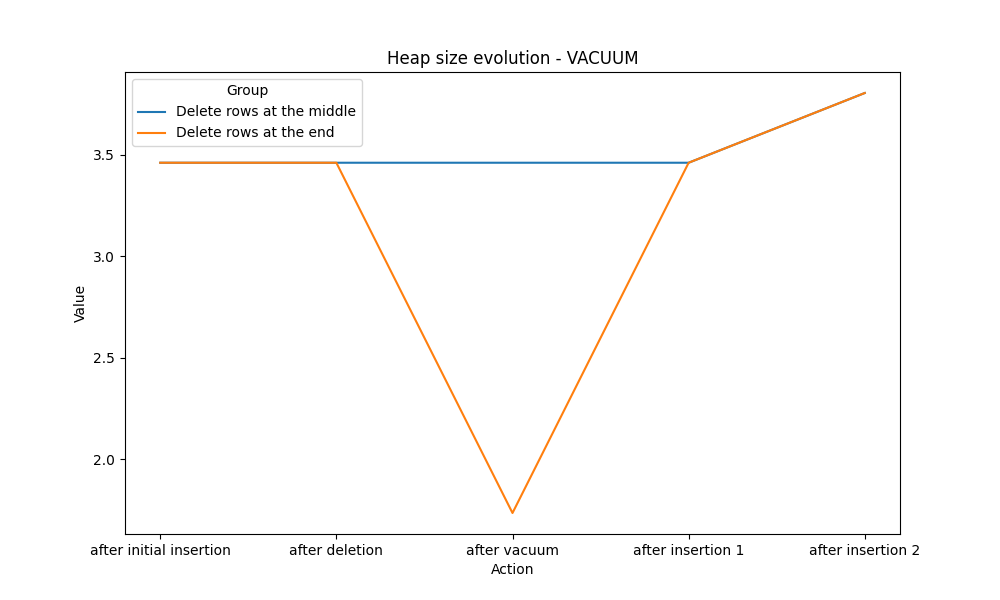 Heap size evolution - VACUUM
Group
Delete rows at the middle
Delete rows at the end
Value
3.5
3.0
2.5
2.0
after initial insertion
after deletion
after vacuum
after insertion 1
after insertion 2
Action